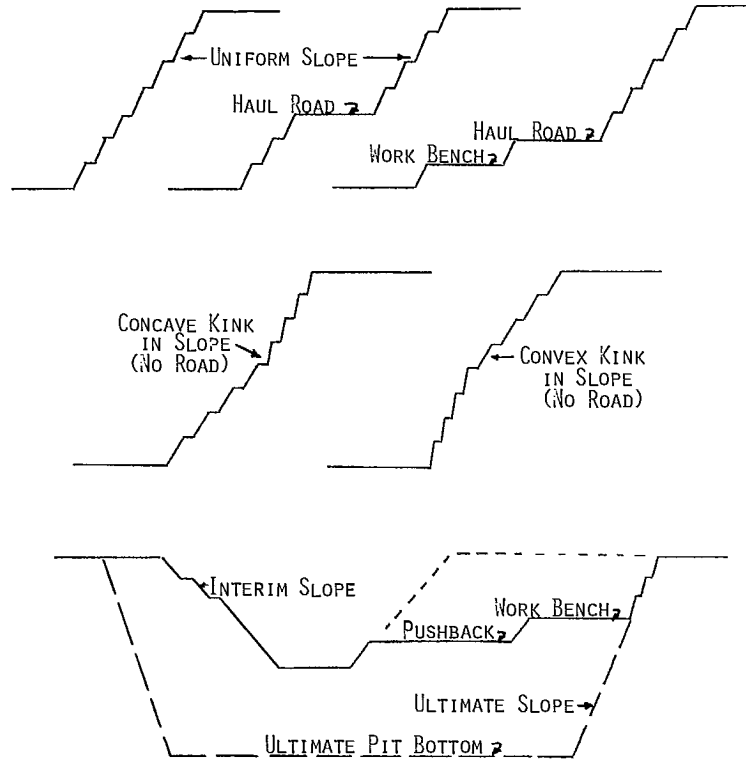 UNIFORM SLOPE
HAUL ROAD
HAUL ROAD
WORK BENCH
CONCAVE KINK
IN SLOPE
(NO ROAD)
CONVEX KINK
IN SLOPE
(NO ROAD)
INTERIM SLOPE
WORK BENCH
PUSHBACK
ULTIMATE SLOPE
ULTIMATE PIT BOTTOM